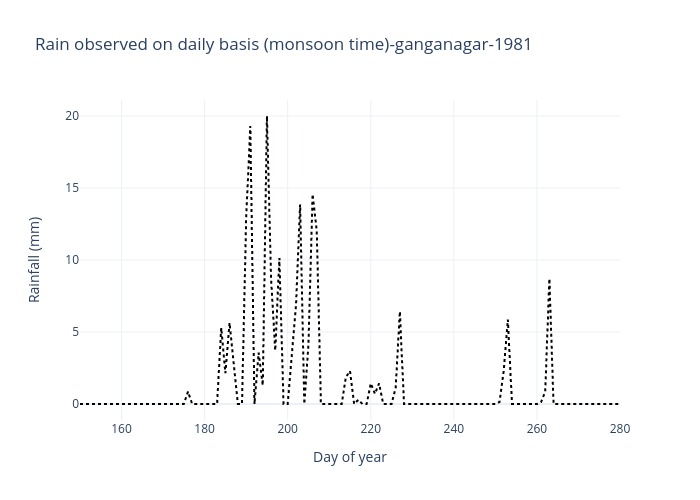 Rain observed on daily basis (monsoon time)-ganganagar-1981
20
15
10
5
0
Rainfall (mm)
160 180 200 220 240 260 280
Day of year